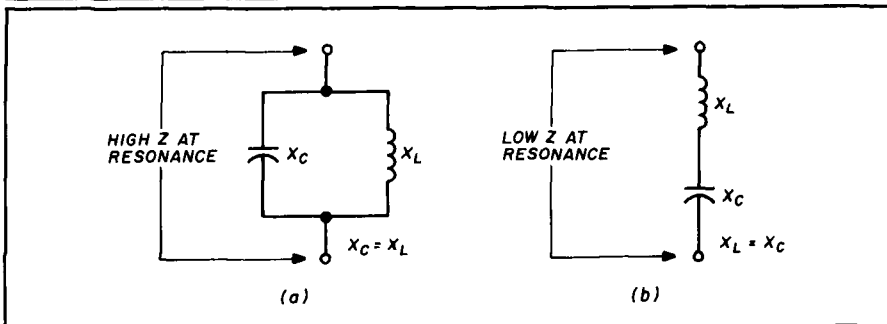 HIGH Z AT
RESONANCE
X_C
X_L
X_C = X_L
(a)
LOW Z AT
RESONANCE
X_L
X_C
X_L = X_C
(b)